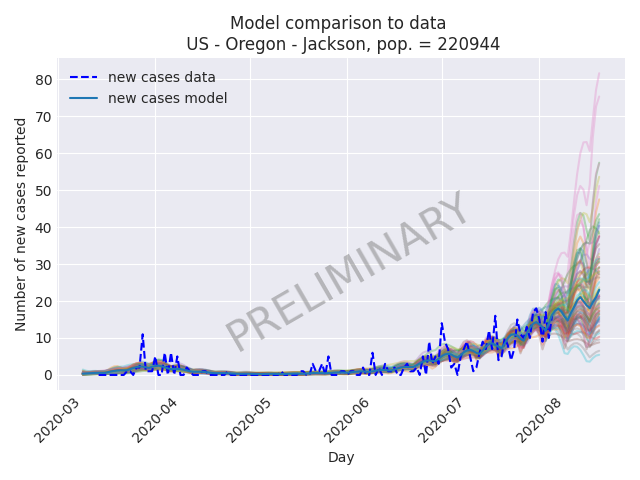 Model comparison to data
US - Oregon - Jackson, pop. = 220944
new cases data
new cases model
80
70
60
50
40
30
20
10
0
Number of new cases reported
PRELIMINARY
2020-03
2020-04
2020-05
2020-06
2020-07
2020-08
Day